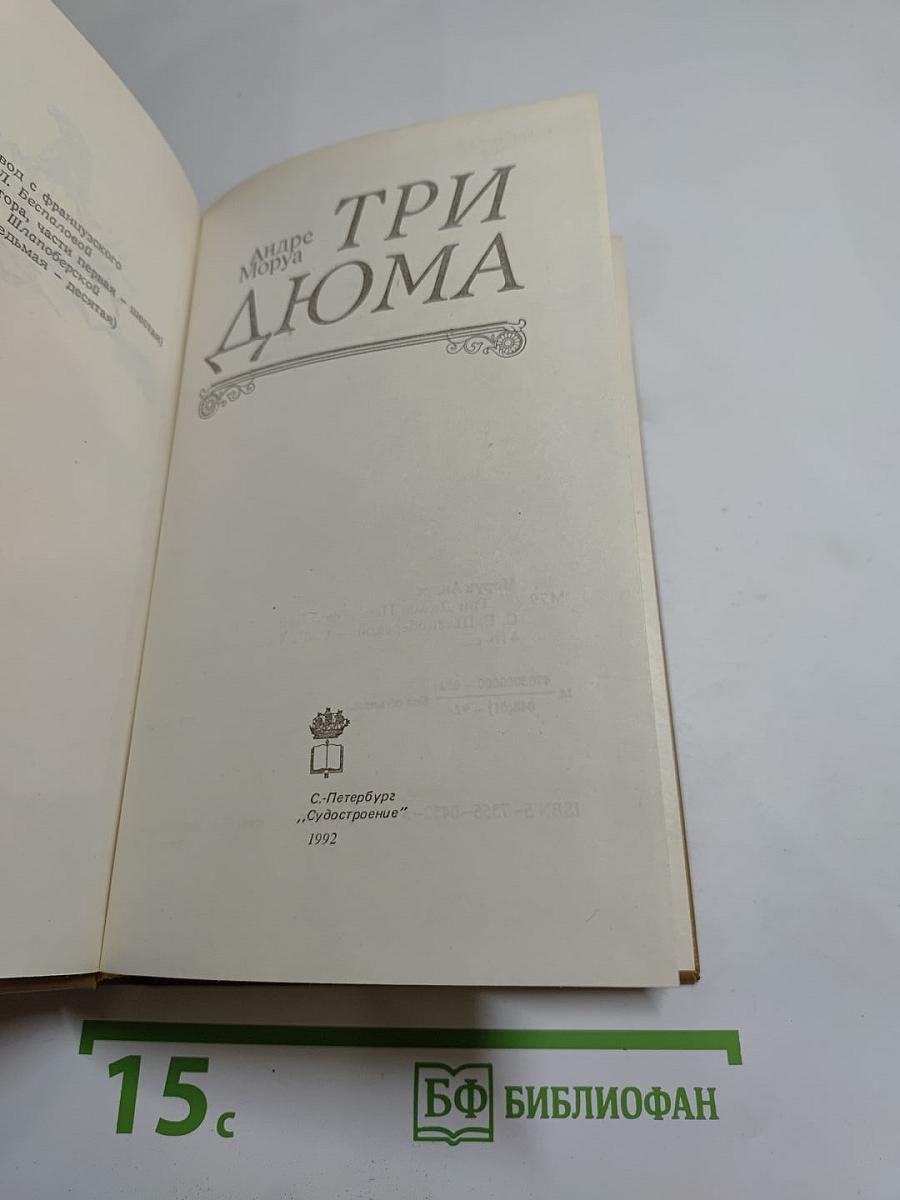 вод с французского
Л. Беспаловой
тора, части первая – шестая)
Шлапоберской
едьмая – десятая)
Андре
Моруа
ТРИ
ДЮМА
С.-Петербург
„Судостроение”
1992
15 с
БФ БИБЛИОФАН